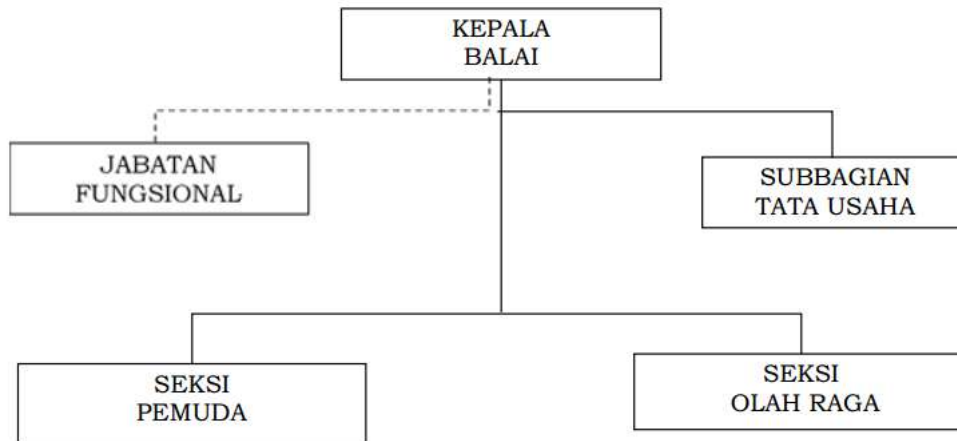 KEPALA
BALAI
JABATAN
FUNGSIONAL
SUBBAGIAN
TATA USAHA
SEKSI
PEMUDA
SEKSI
OLAH RAGA